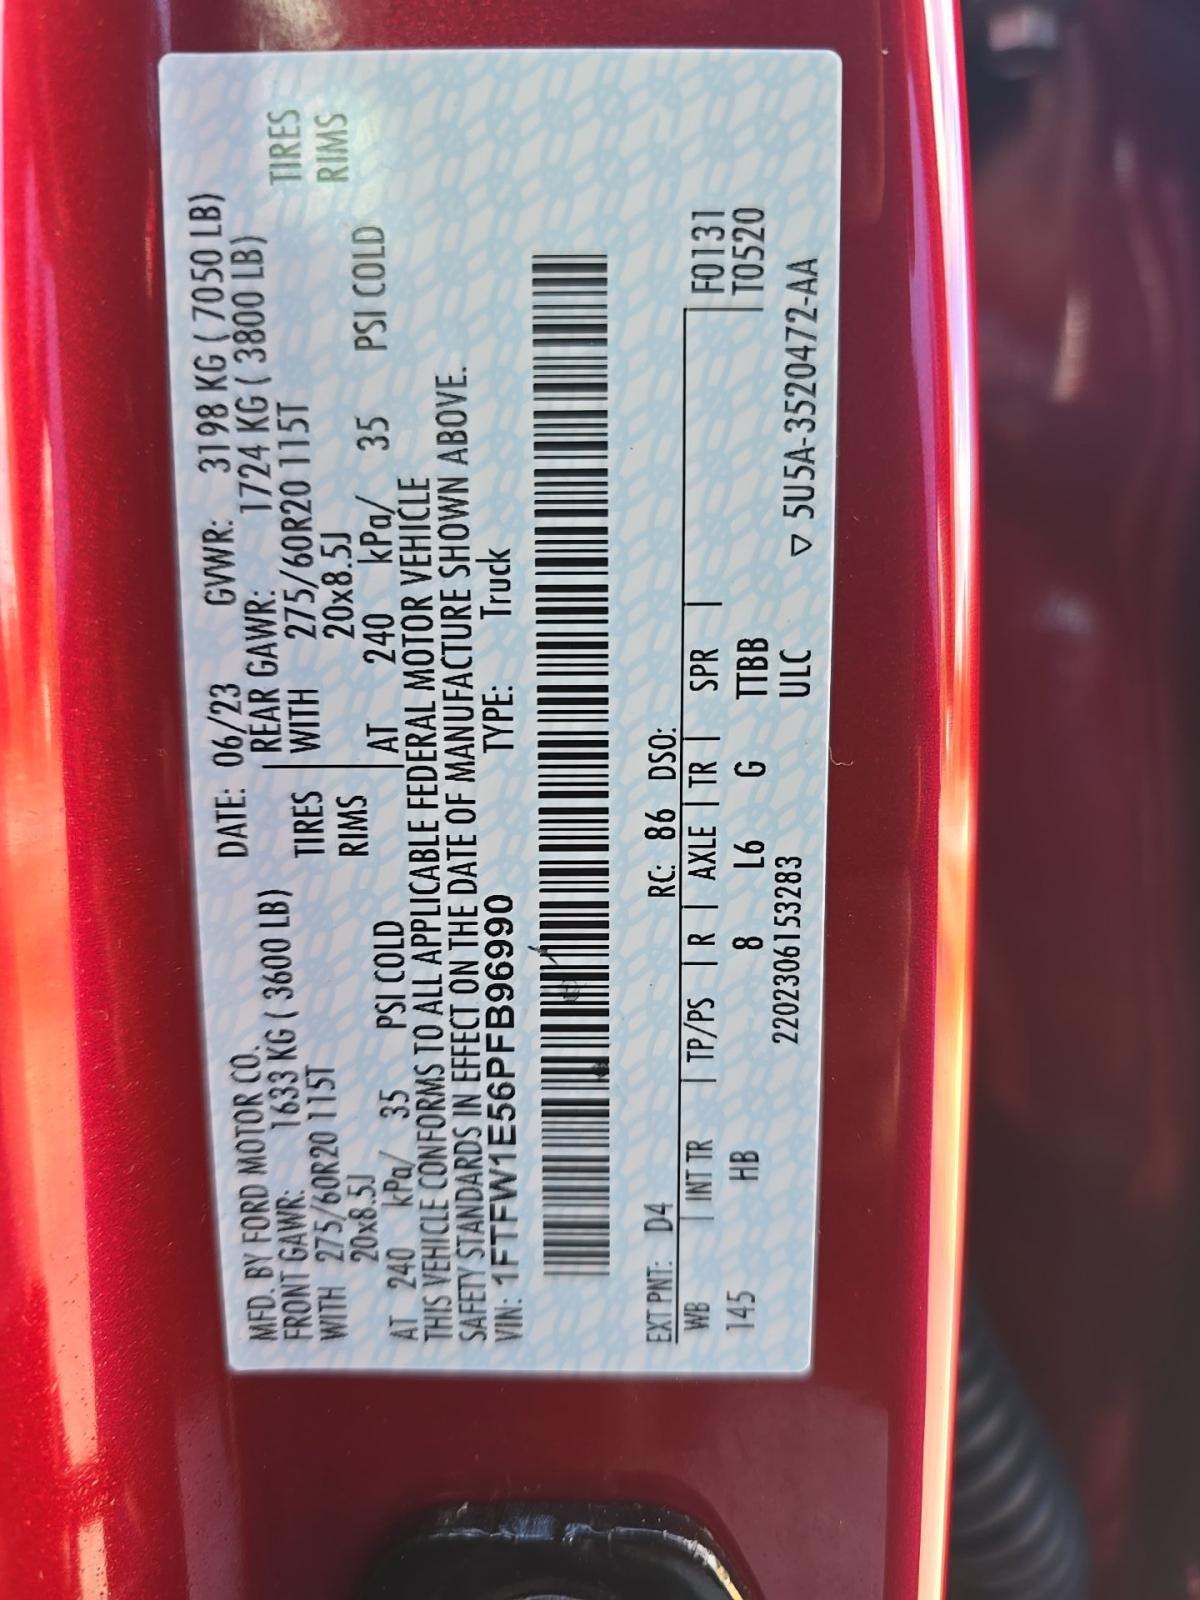 MFD. BY FORD MOTOR CO. DATE: 06/23 GVWR: 3198 KG ( 7050 LB)
FRONT GAWR: 1633 KG ( 3600 LB) REAR GAWR: 1724 KG ( 3800 LB)
WITH 275/60R20 115T TIRES WITH 275/60R20 115T TIRES
20x8.5J RIMS 20x8.5J RIMS
AT 240 kPa/ 35 PSI COLD AT 240 kPa/ 35 PSI COLD
THIS VEHICLE CONFORMS TO ALL APPLICABLE FEDERAL MOTOR VEHICLE
SAFETY STANDARDS IN EFFECT ON THE DATE OF MANUFACTURE SHOWN ABOVE.
VIN: 1FTFW1E56PFB96990 TYPE: Truck
EXT PNT: D4 RC: 86 DSO:
WB | INT TR | TP/PS | R | AXLE | TR | SPR | F0131
145 HB 8 L6 G TTBB T0520
2202306153283 ULC ▽ 5U5A-3520472-AA